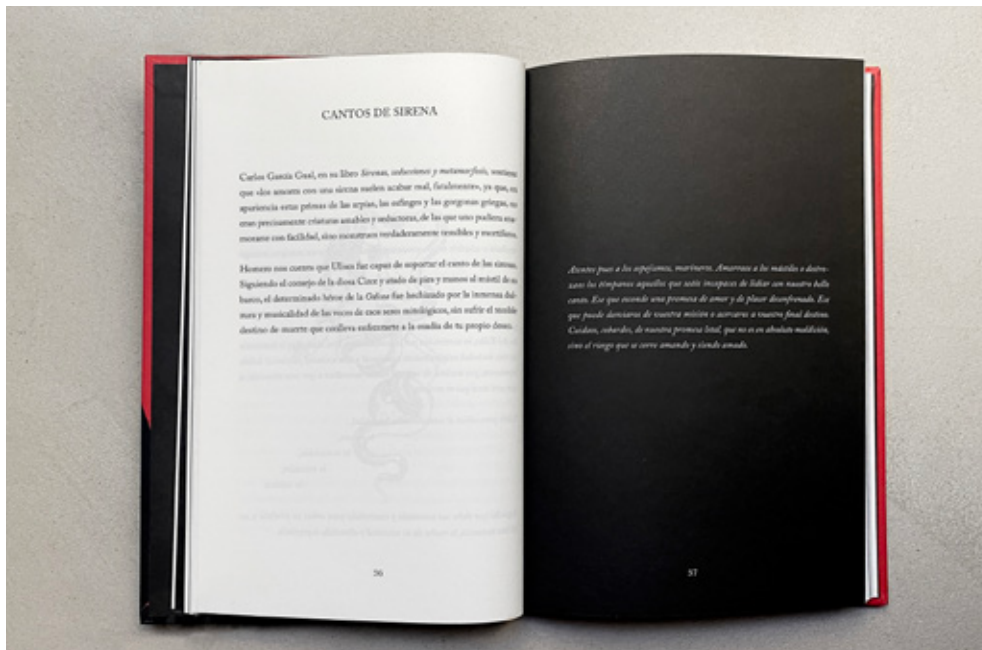 CANTOS DE SIRENA
Carlos García Gual, en su libro Sirenas, seducciones y metamorfosis, sostiene
que «los amores con una sirena suelen acabar mal, fatalmente», ya que, en
apariencia estas primas de las arpías, las esfinges y las gorgonas griegas, no
eran precisamente criaturas amables y seductoras, de las que uno pudiera ena-
morarse con facilidad, sino monstruos verdaderamente temibles y mortíferos.
Homero nos cuenta que Ulises fue capaz de soportar el canto de las sirenas.
Siguiendo el consejo de la diosa Circe y atado de pies y manos al mástil de su
barco, el determinado héroe de la Odisea fue hechizado por la inmensa dul-
zura y musicalidad de las voces de esos seres mitológicos, sin sufrir el temible
destino de muerte que conlleva enfrentarte a la osadía de tu propio deseo.
56
Atentos pues a los espejismos, marineros. Amarraos a los mástiles o
zaos los tímpanos aquellos que seáis incapaces de lidiar con nuestro bello
canto. Ese que esconde una promesa de amor y de placer desenfrenado. Ese
que puede desviaros de vuestra misión o acercaros a vuestro final destino.
Cuidaos, cobardes, de nuestra promesa letal, que no es en absoluto maldición,
sino el riesgo que se corre amando y siendo amado.
57